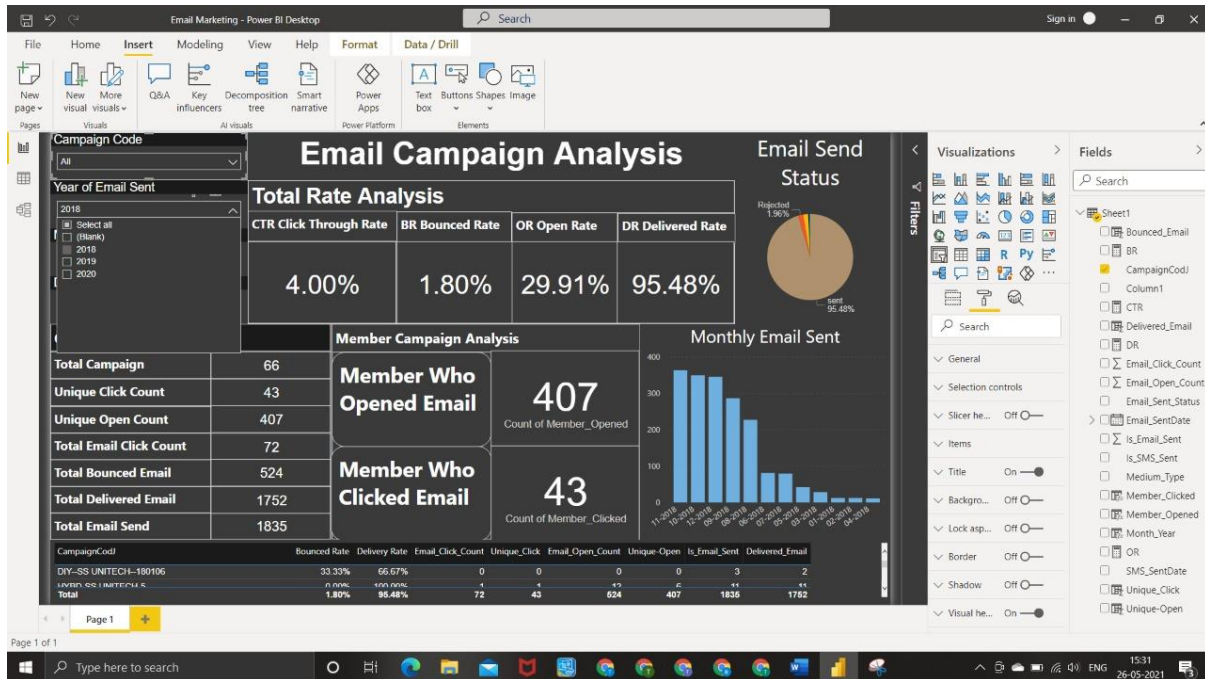 Email Marketing - Power BI Desktop
Search
Sign in
File Home Insert Modeling View Help Format Data / Drill
New page
New visual
More visuals
Q&A
Key influencers
Decomposition tree
Smart narrative
Power Apps
Text box
Buttons
Shapes
Image
Pages
Visuals
AI visuals
Power Platform
Elements
Campaign Code
All
Year of Email Sent
2018
Select all
(Blank)
2018
2019
2020
Email Campaign Analysis
Total Rate Analysis
CTR Click Through Rate
BR Bounced Rate
OR Open Rate
DR Delivered Rate
4.00%
1.80%
29.91%
95.48%
Email Send Status
Rejected
1.96%
sent
95.48%
Total Campaign 66
Unique Click Count 43
Unique Open Count 407
Total Email Click Count 72
Total Bounced Email 524
Total Delivered Email 1752
Total Email Send 1835
Member Campaign Analysis
Member Who Opened Email
407
Count of Member_Opened
Member Who Clicked Email
43
Count of Member_Clicked
Monthly Email Sent
400
300
200
100
0
11-2018
10-2018
12-2018
09-2018
08-2018
06-2018
07-2018
05-2018
03-2018
01-2018
02-2018
04-2018
CampaignCodJ Bounced Rate Delivery Rate Email_Click_Count Unique_Click Email_Open_Count Unique-Open Is_Email_Sent Delivered_Email
DIY--SS UNITECH--180106 33.33% 66.67% 0 0 0 0 3 2
Total 1.80% 95.48% 72 43 624 407 1835 1752
Filters
Visualizations
R Py
Search
General
Selection controls
Slicer he... Off
Items
Title On
Backgro... Off
Lock asp... Off
Border Off
Shadow Off
Visual he... On
Fields
Search
Sheet1
Bounced_Email
BR
CampaignCodJ
Column1
CTR
Delivered_Email
DR
Email_Click_Count
Email_Open_Count
Email_Sent_Status
Email_SentDate
Is_Email_Sent
Is_SMS_Sent
Medium_Type
Member_Clicked
Member_Opened
Month_Year
OR
SMS_SentDate
Unique_Click
Unique-Open
Page 1
Page 1 of 1
Type here to search
ENG
15:31
26-05-2021